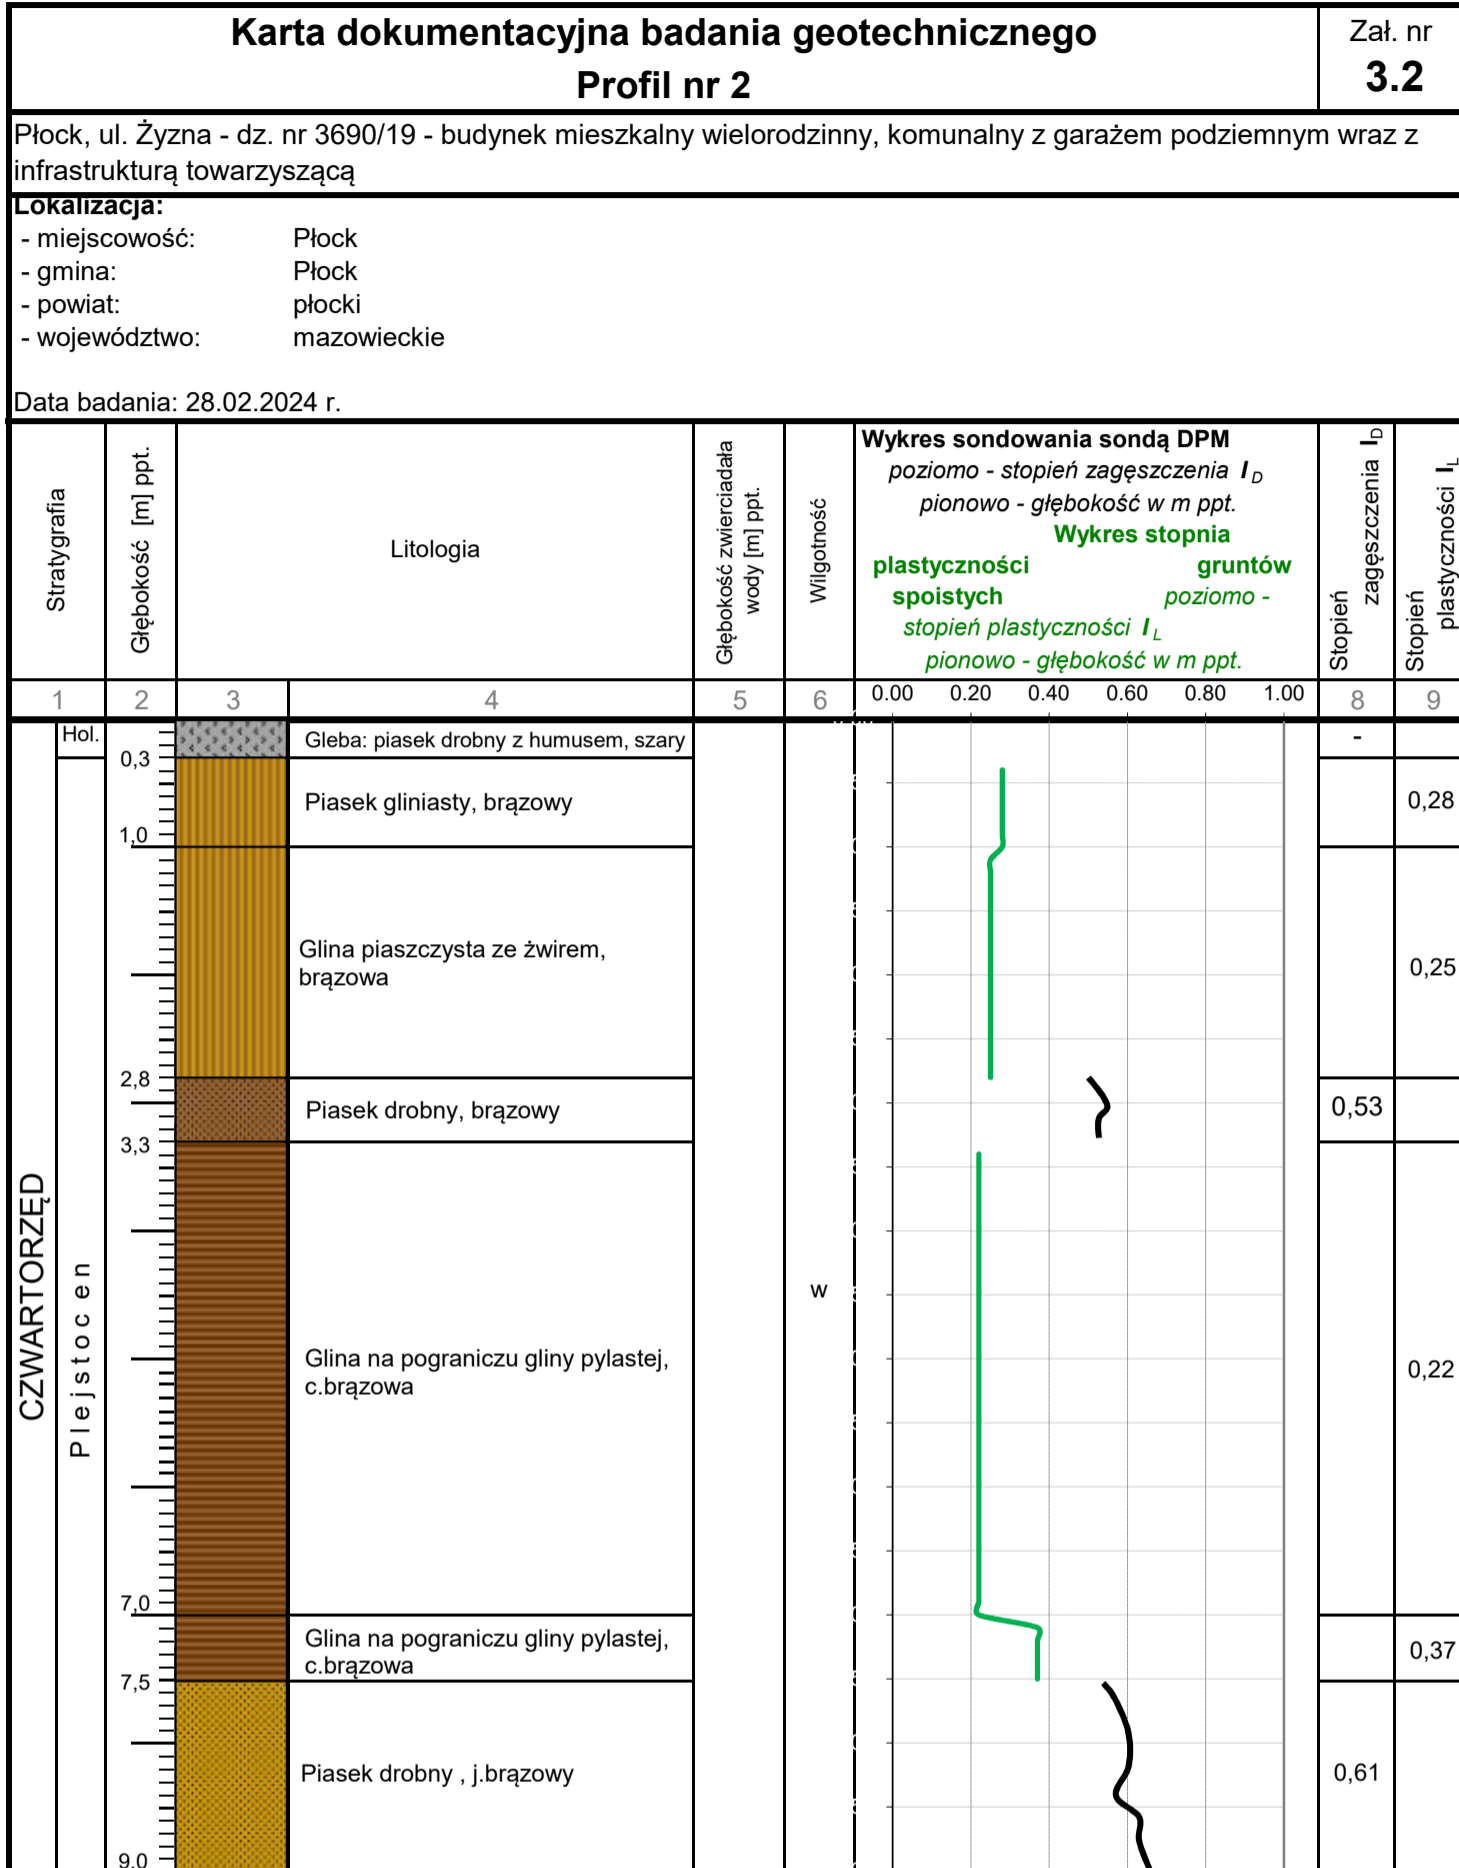 Karta dokumentacyjna badania geotechnicznego
Profil nr 2
Zał. nr
3.2
Płock, ul. Żyzna - dz. nr 3690/19 - budynek mieszkalny wielorodzinny, komunalny z garażem podziemnym wraz z
infrastrukturą towarzyszącą
Lokalizacja:
- miejscowość: Płock
- gmina: Płock
- powiat: płocki
- województwo: mazowieckie
Data badania: 28.02.2024 r.
Stratygrafia
Głębokość [m] ppt.
Litologia
Głębokość zwierciadała
wody [m] ppt.
Wilgotność
Wykres sondowania sondą DPM
poziomo - stopień zagęszczenia I D
pionowo - głębokość w m ppt.
Wykres stopnia
plastyczności gruntów
spoistych poziomo -
stopień plastyczności I L
pionowo - głębokość w m ppt.
Stopień
zagęszczenia ID
Stopień
plastyczności IL
1 2 3 4 5 6 0.00 0.20 0.40 0.60 0.80 1.00 8 9
Hol.
Gleba: piasek drobny z humusem, szary
-
0,3
Piasek gliniasty, brązowy
0,28
1,0
Glina piaszczysta ze żwirem,
brązowa
0,25
2,8
Piasek drobny, brązowy
0,53
3,3
CZWARTORZĘD
Plejstocen
w
Glina na pograniczu gliny pylastej,
c.brązowa
0,22
7,0
Glina na pograniczu gliny pylastej,
c.brązowa
0,37
7,5
Piasek drobny , j.brązowy
0,61
9,0